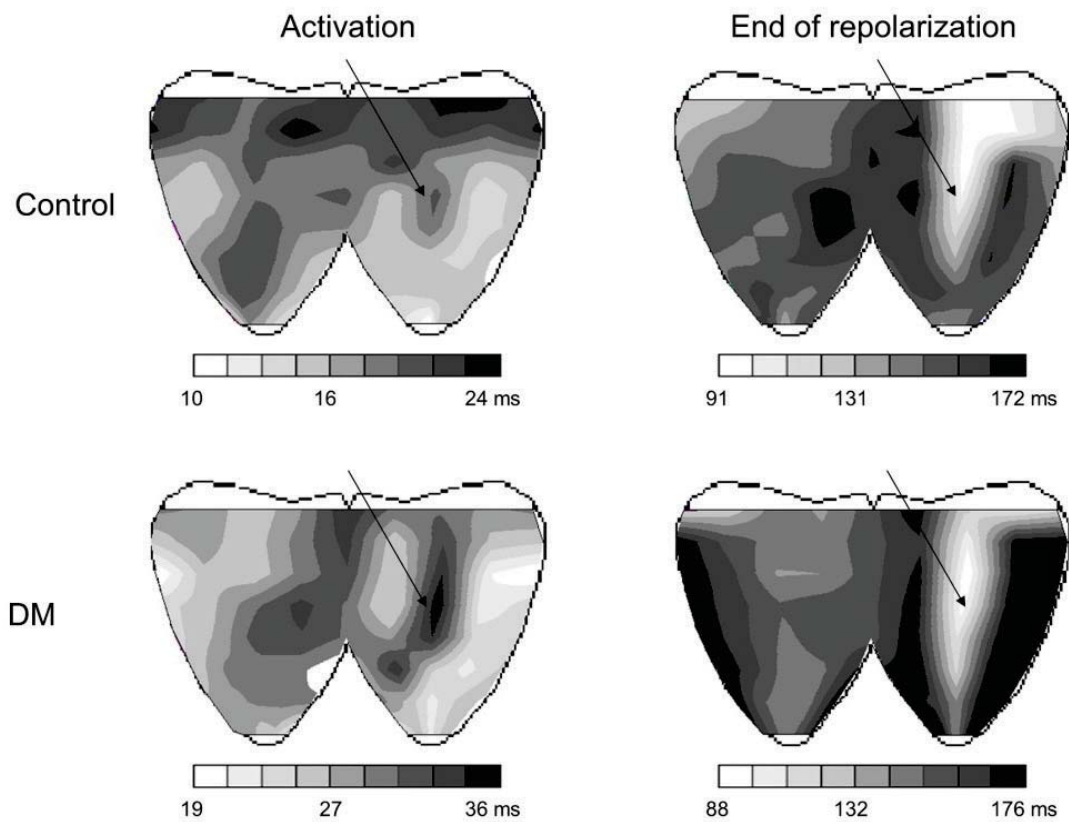 Activation
End of repolarization
Control
10 16 24 ms
91 131 172 ms
DM
19 27 36 ms
88 132 176 ms